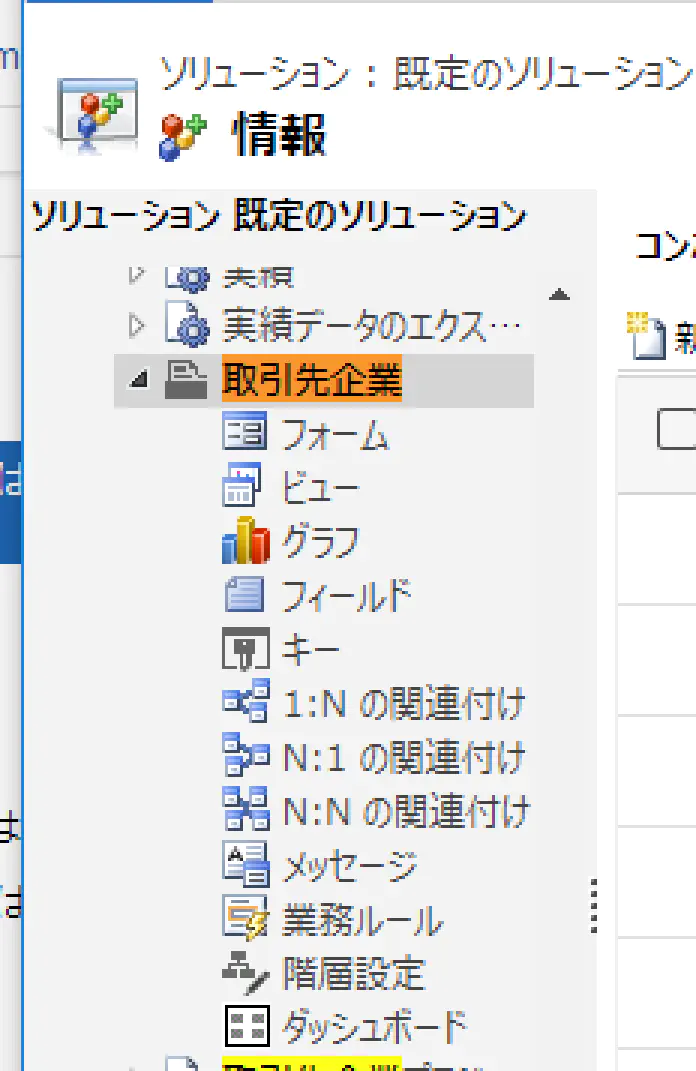 ソリューション : 既定のソリューション
情報
ソリューション 既定のソリューション
実績データのエクス…
取引先企業
フォーム
ビュー
グラフ
フィールド
キー
1:N の関連付け
N:1 の関連付け
N:N の関連付け
メッセージ
業務ルール
階層設定
ダッシュボード
コン
新
m
は
は
は